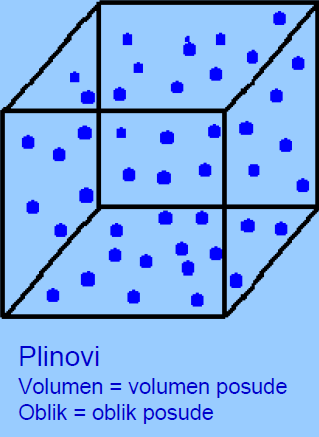 Plinovi
Volumen = volumen posude
Oblik = oblik posude